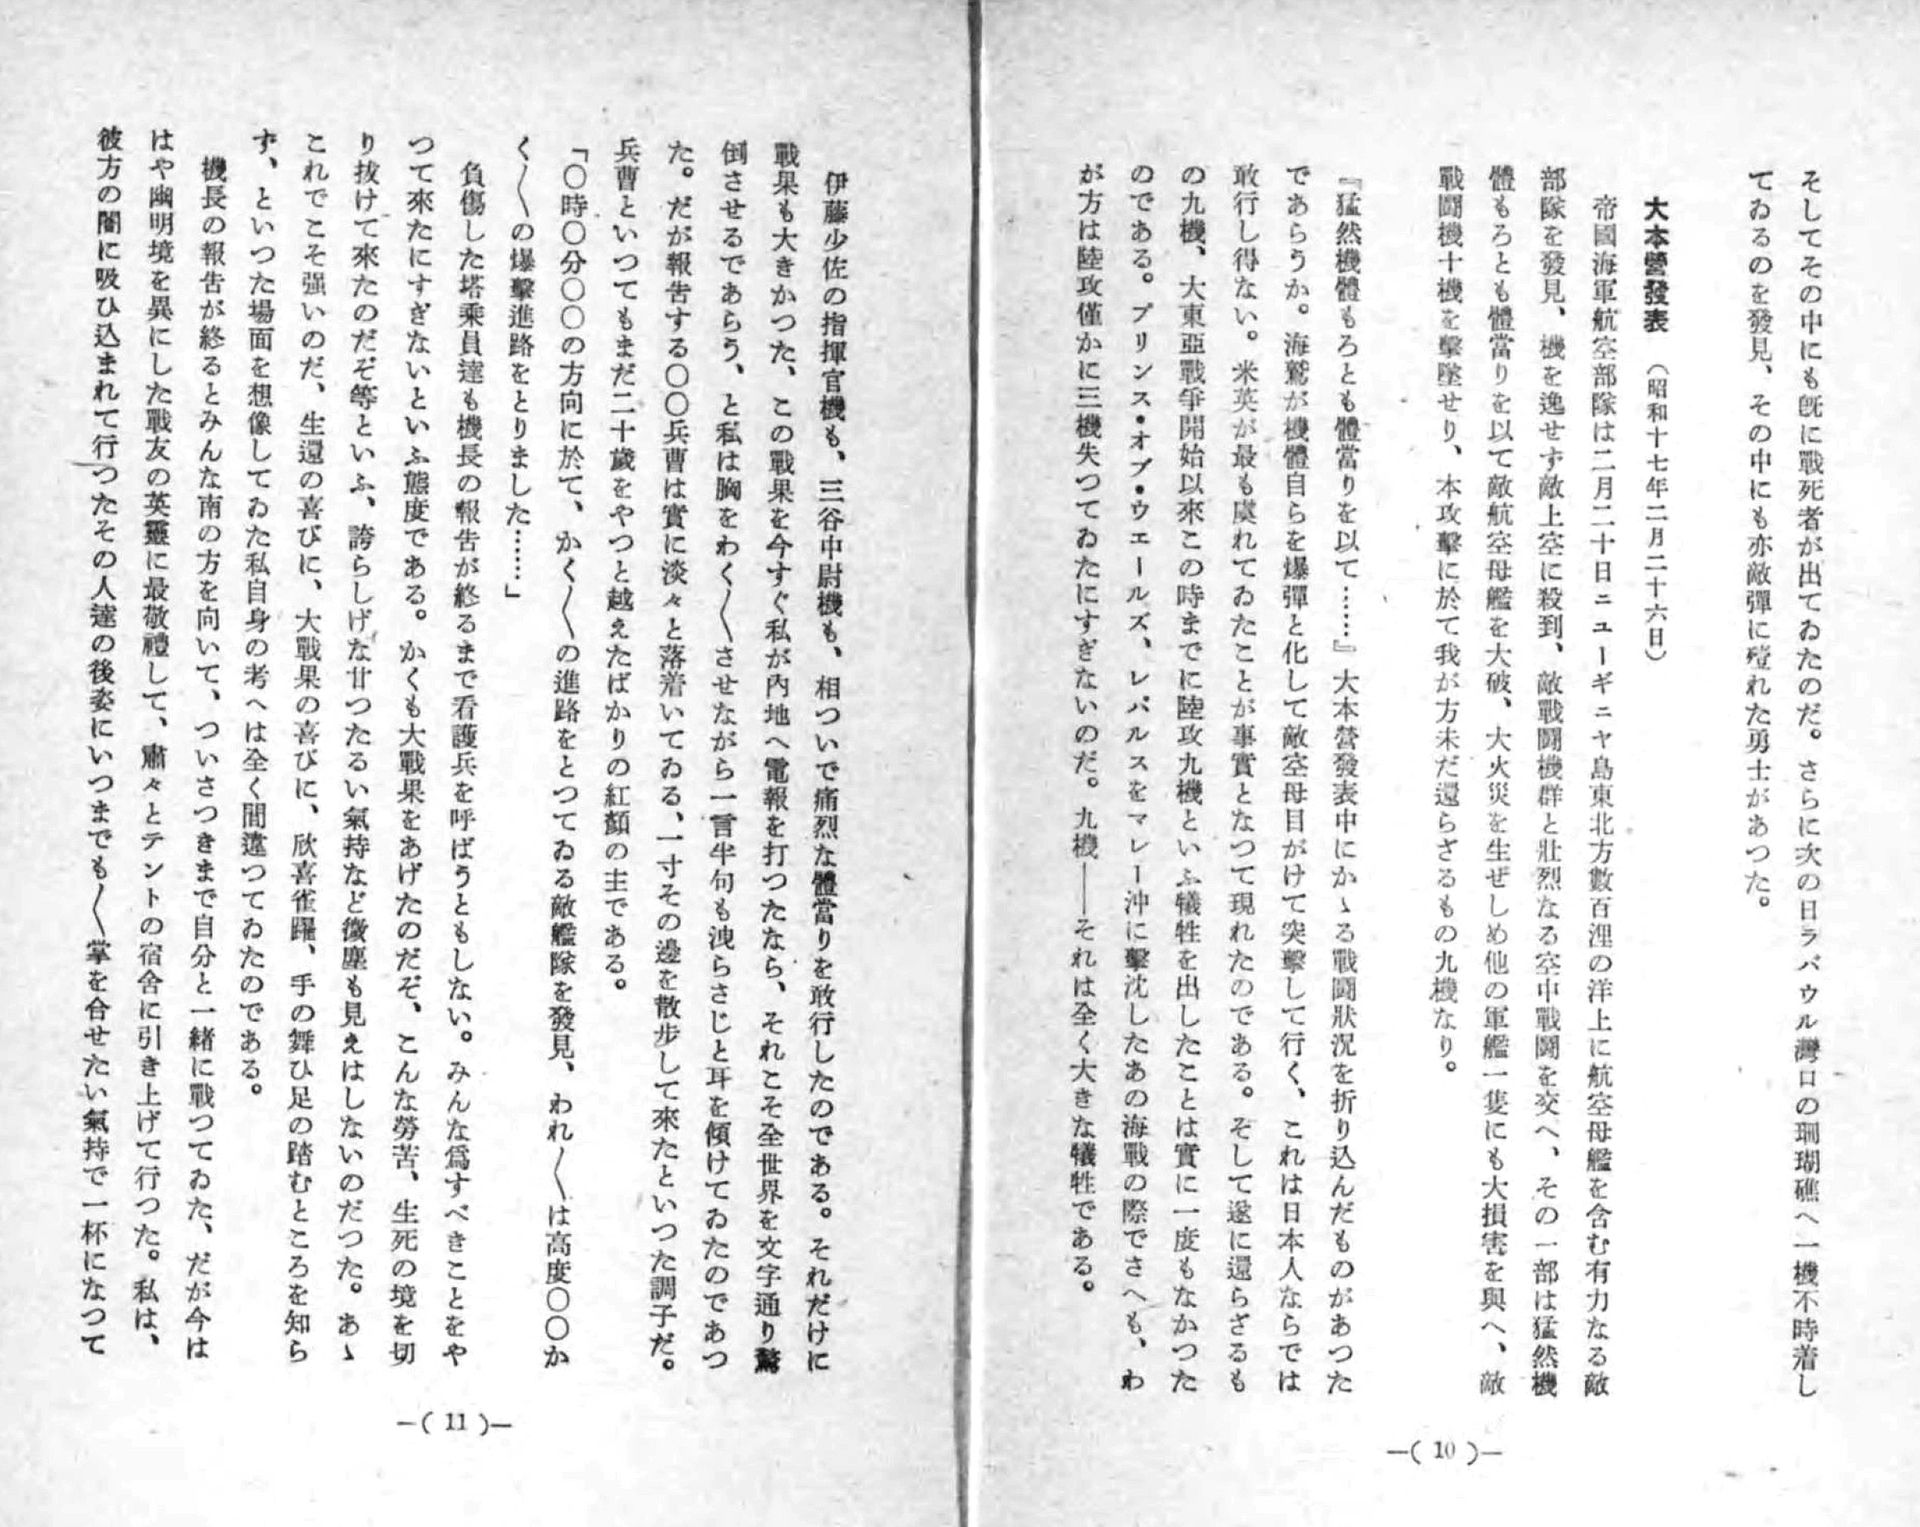 そしてその中にも既に戰死者が出てゐたのだ。さらに次の日ラバウル灣口の珊瑚礁へ一機不時着し
てゐるのを發見、その中にも亦敵彈に殪れた勇士があつた。
大本營發表　（昭和十七年二月二十六日）
帝國海軍航空部隊は二月二十日ニユーギニヤ島東北方數百浬の洋上に航空母艦を含む有力なる敵
部隊を發見、機を逸せず敵上空に殺到、敵戰鬪機群と壯烈なる空中戰鬪を交へ、その一部は猛然機
體もろとも體當りを以て敵航空母艦を大破、大火災を生ぜしめ他の軍艦一隻にも大損害を與へ、敵
戰鬪機十機を擊墜せり、本攻擊に於て我が方未だ還らざるもの九機なり。
『猛然機體もろとも體當りを以て……』大本營發表中にかゝる戰鬪狀況を折り込んだものがあつた
であらうか。海鷲が機體自らを爆彈と化して敵空母目がけて突擊して行く、これは日本人ならでは
敢行し得ない。米英が最も虞れてゐたことが事實となつて現れたのである。そして遂に還らざるも
の九機、大東亞戰爭開始以來この時までに陸攻九機といふ犧牲を出したことは實に一度もなかつた
のである。プリンス・オブ・ウエールズ、レパルスをマレー沖に擊沈したあの海戰の際でさへも、わ
が方は陸攻僅かに三機失つてゐたにすぎないのだ。九機――それは全く大きな犧牲である。
—( 10 )—
伊藤少佐の指揮官機も、三谷中尉機も、相ついで痛烈な體當りを敢行したのである。それだけに
戰果も大きかつた、この戰果を今すぐ私が內地へ電報を打つたなら、それこそ全世界を文字通り驚
倒させるであらう、と私は胸をわく〳〵させながら一言半句も洩らさじと耳を傾けてゐたのであつ
た。だが報告する〇〇兵曹は實に淡々と落着いてゐる、一寸その邊を散步して來たといつた調子だ。
兵曹といつてもまだ二十歲をやつと越えたばかりの紅顏の主である。
「〇時〇分〇〇〇の方向に於て、かく〳〵の進路をとつてゐる敵艦隊を發見、われ〳〵は高度〇〇〇か
く〳〵の爆擊進路をとりました……」
負傷した塔乘員達も機長の報告が終るまで看護兵を呼ばうともしない。みんな爲すべきことをや
つて來たにすぎないといふ態度である。かくも大戰果をあげたのだぞ、こんな勞苦、生死の境を切
り拔けて來たのだぞ等といふ、誇らしげな甘つたるい氣持など微塵も見えはしないのだつた。あゝ
これでこそ强いのだ、生還の喜びに、大戰果の喜びに、欣喜雀躍、手の舞ひ足の踏むところを知ら
ず、といつた場面を想像してゐた私自身の考へは全く間違つてゐたのである。
機長の報告が終るとみんな南の方を向いて、ついさつきまで自分と一緒に戰つてゐた、だが今は
はや幽明境を異にした戰友の英靈に最敬禮して、肅々とテントの宿舍に引き上げて行つた。私は、
彼方の闇に吸ひ込まれて行つたその人達の後姿にいつまでも〳〵掌を合せたい氣持で一杯になつて
—( 11 )—